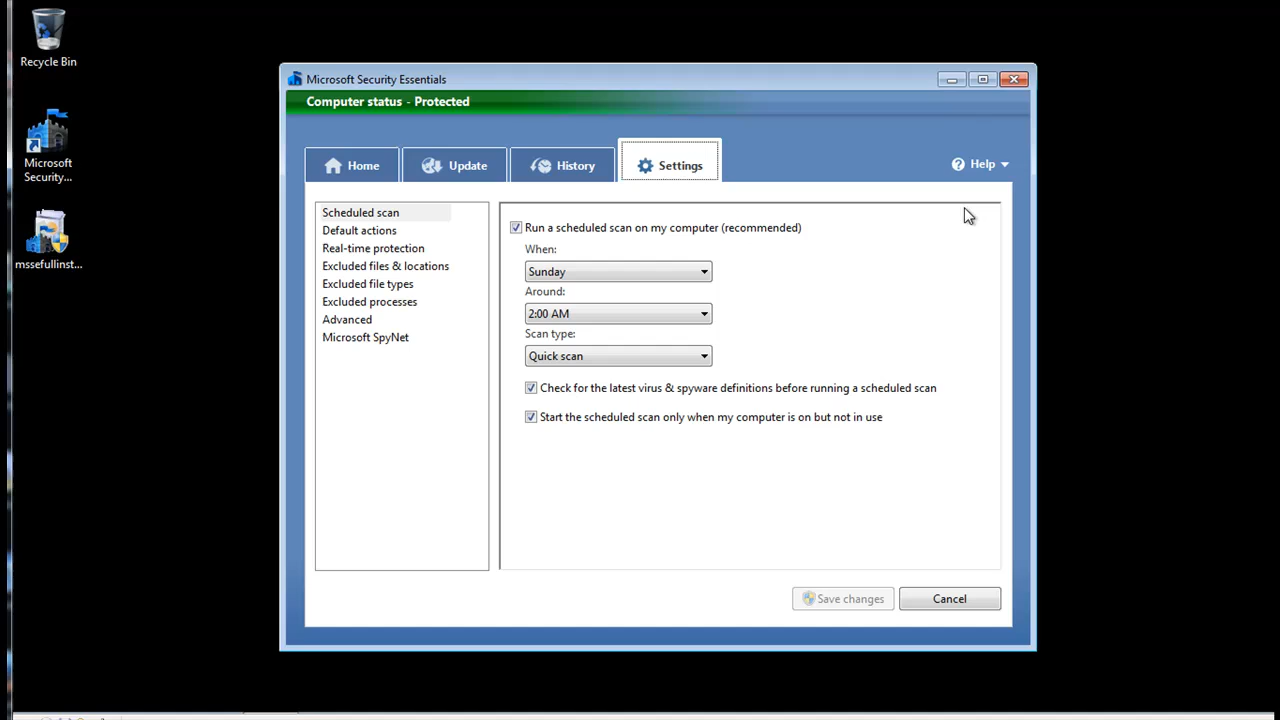 Recycle Bin
Microsoft
Security...
mssefullinst...
Microsoft Security Essentials
Computer status - Protected
Home
Update
History
Settings
Help
Scheduled scan
Default actions
Real-time protection
Excluded files & locations
Excluded file types
Excluded processes
Advanced
Microsoft SpyNet
Run a scheduled scan on my computer (recommended)
When:
Sunday
Around:
2:00 AM
Scan type:
Quick scan
Check for the latest virus & spyware definitions before running a scheduled scan
Start the scheduled scan only when my computer is on but not in use
Save changes
Cancel